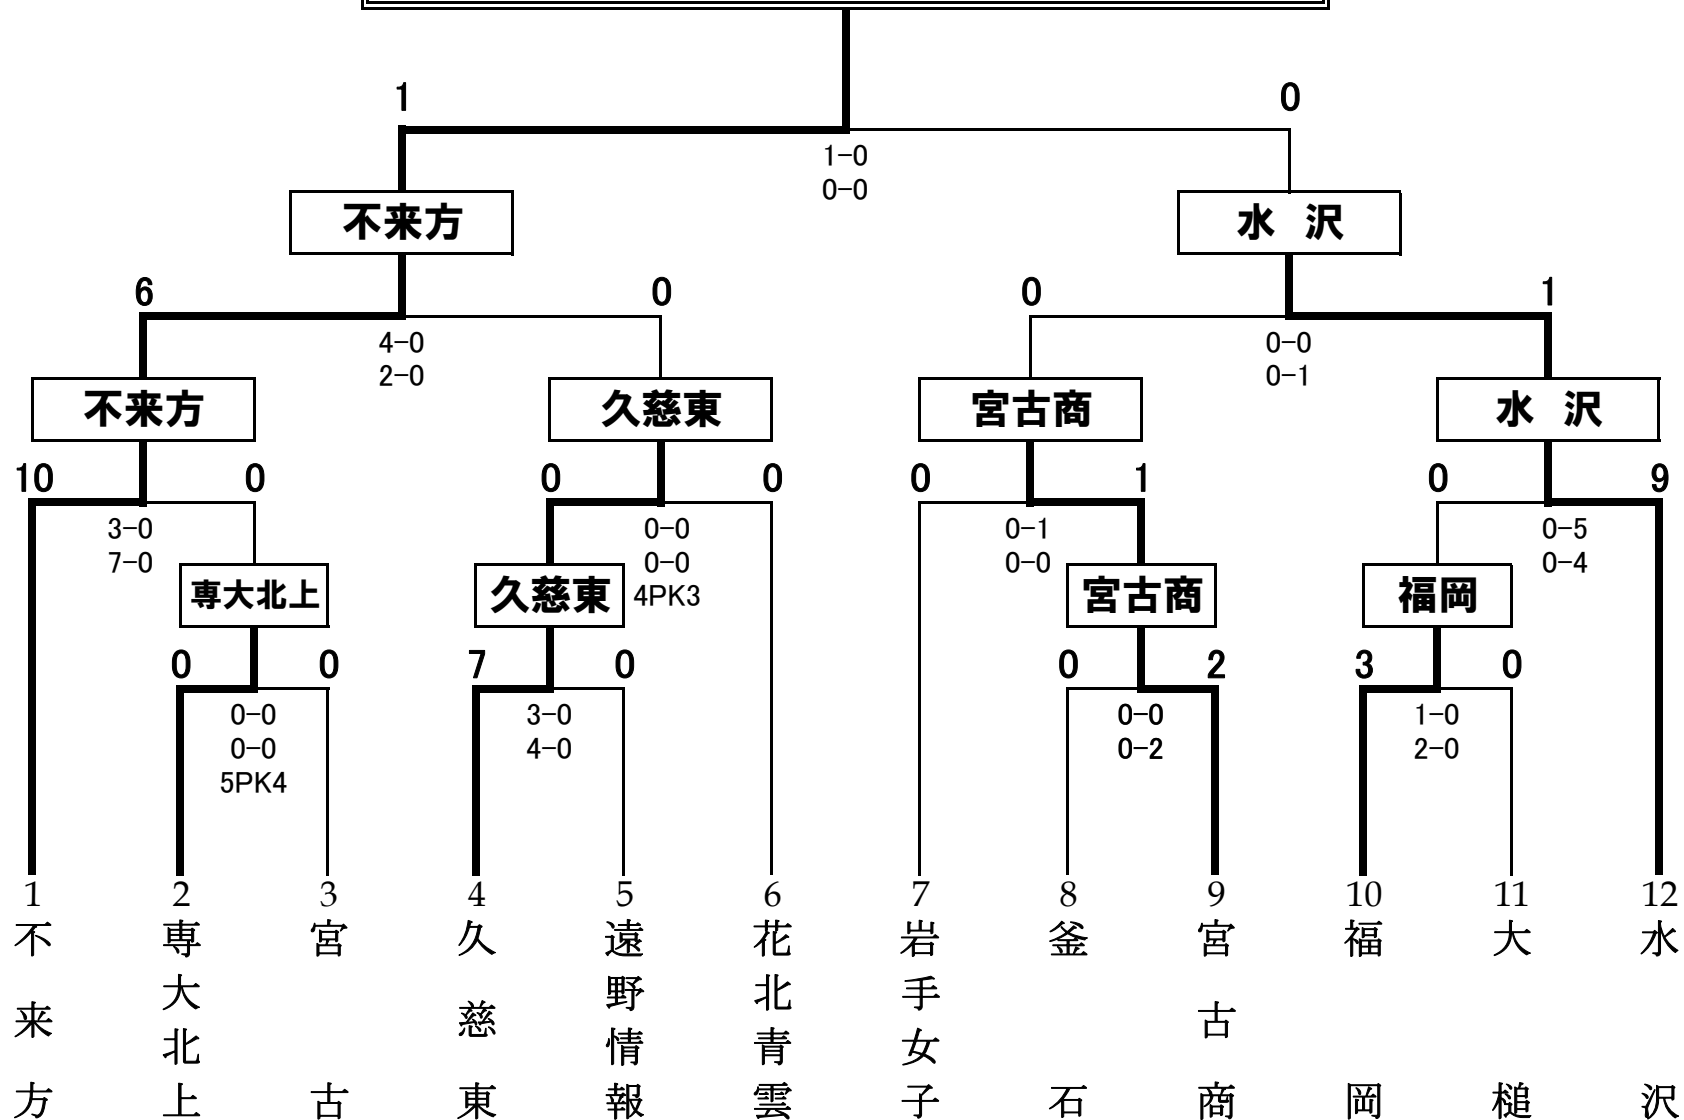 1 0
1-0
0-0
不来方 水 沢
6 0 0 1
4-0 0-0
2-0 0-1
不来方 久慈東 宮古商 水 沢
10 0 0 0 0 1 0 9
3-0 0-0 0-1 0-5
7-0 0-0 0-0 0-4
専大北上 久慈東 4PK3 宮古商 福岡
0 0 7 0 0 2 3 0
0-0 3-0 0-0 1-0
0-0 4-0 0-2 2-0
5PK4
1 2 3 4 5 6 7 8 9 10 11 12
不来方
専大北上
宮古
久慈東
遠野情報
花北青雲
岩手女子
釜石
宮古商
福岡
大槌
水沢